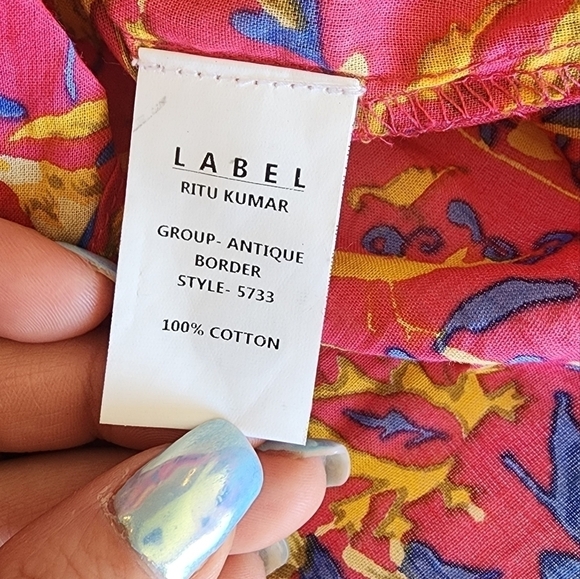 LABEL
RITU KUMAR
GROUP- ANTIQUE
BORDER
STYLE- 5733
100% COTTON